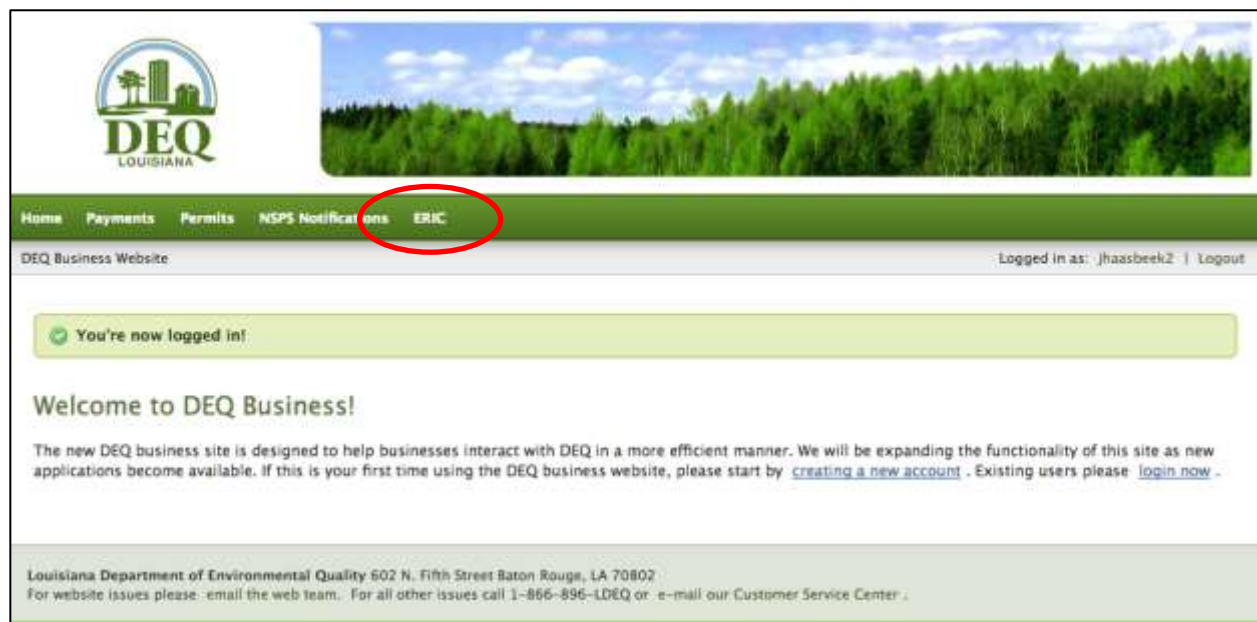 DEQ
LOUISIANA
Home Payments Permits NSPS Notifications ERIC
DEQ Business Website Logged in as: jhaasbeek2 | Logout
You're now logged in!
Welcome to DEQ Business!
The new DEQ business site is designed to help businesses interact with DEQ in a more efficient manner. We will be expanding the functionality of this site as new
applications become available. If this is your first time using the DEQ business website, please start by creating a new account . Existing users please login now .
Louisiana Department of Environmental Quality 602 N. Fifth Street Baton Rouge, LA 70802
For website issues please email the web team. For all other issues call 1-866-896-LDEQ or e-mail our Customer Service Center .